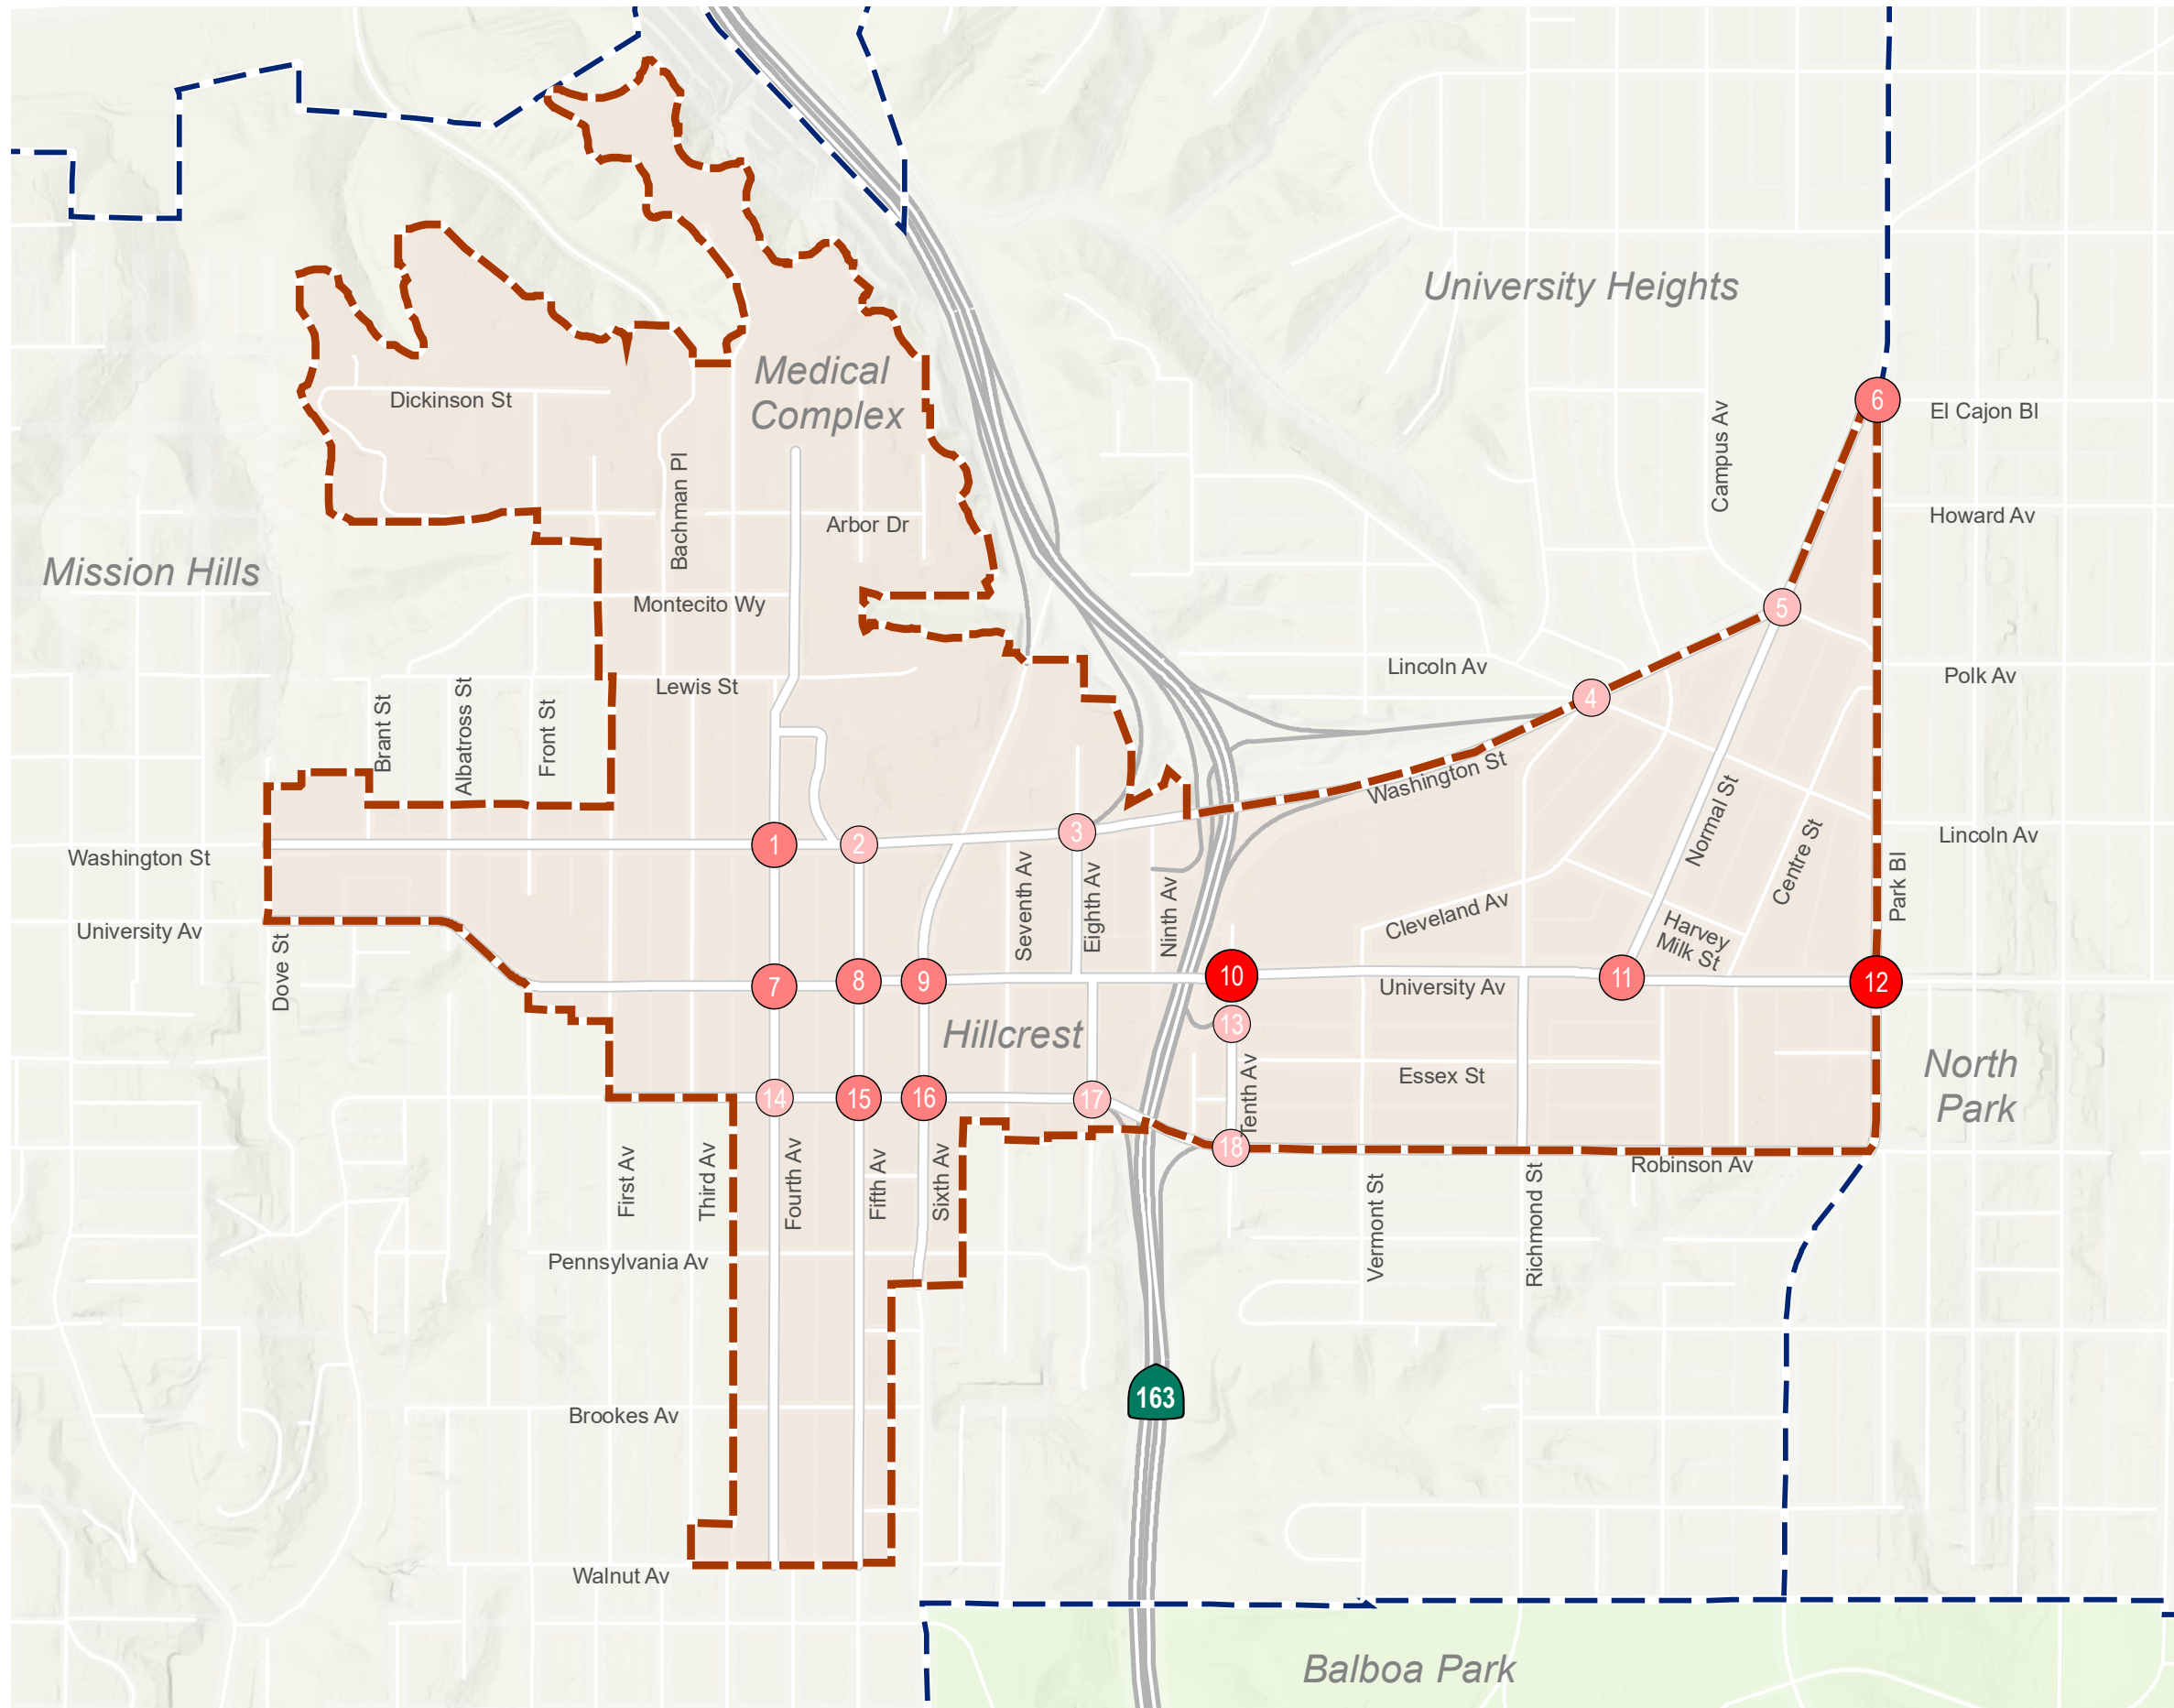 University Heights
Medical
Complex
Dickinson St
6
El Cajon Bl
Campus Av
Bachman Pl
Arbor Dr
Howard Av
Mission Hills
Montecito Wy
5
Lincoln Av
Polk Av
Lewis St
4
Brant St
Albatross St
Front St
Washington St
Normal St
Centre St
Lincoln Av
Washington St
1
2
3
Seventh Av
Eighth Av
Ninth Av
Cleveland Av
Harvey
Milk St
Park Bl
University Av
Dove St
7
8
9
10
University Av
11
12
Hillcrest
13
North
Park
Essex St
Tenth Av
14
15
16
17
18
Robinson Av
First Av
Third Av
Fourth Av
Fifth Av
Sixth Av
Vermont St
Richmond St
Pennsylvania Av
163
Brookes Av
Walnut Av
Balboa Park